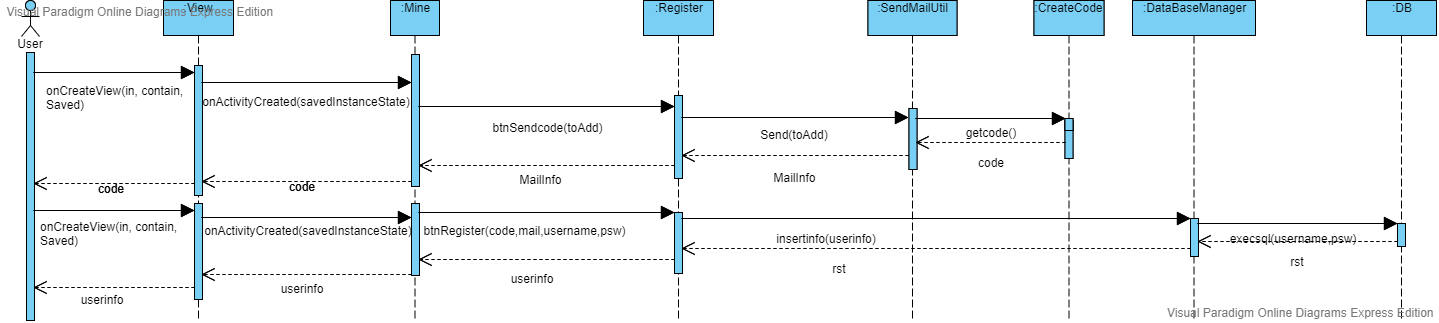 Visual Paradigm Online Diagrams Express Edition
:View
:Mine
:Register
:SendMailUtil
:CreateCode
:DataBaseManager
:DB
User
onCreateView(in, contain,
Saved)
onActivityCreated(savedInstanceState)
btnSendcode(toAdd)
Send(toAdd)
getcode()
code
MailInfo
MailInfo
code
code
onCreateView(in, contain,
Saved)
onActivityCreated(savedInstanceState)
btnRegister(code,mail,username,psw)
insertinfo(userinfo)
execsql(username,psw)
rst
rst
userinfo
userinfo
userinfo
Visual Paradigm Online Diagrams Express Edition